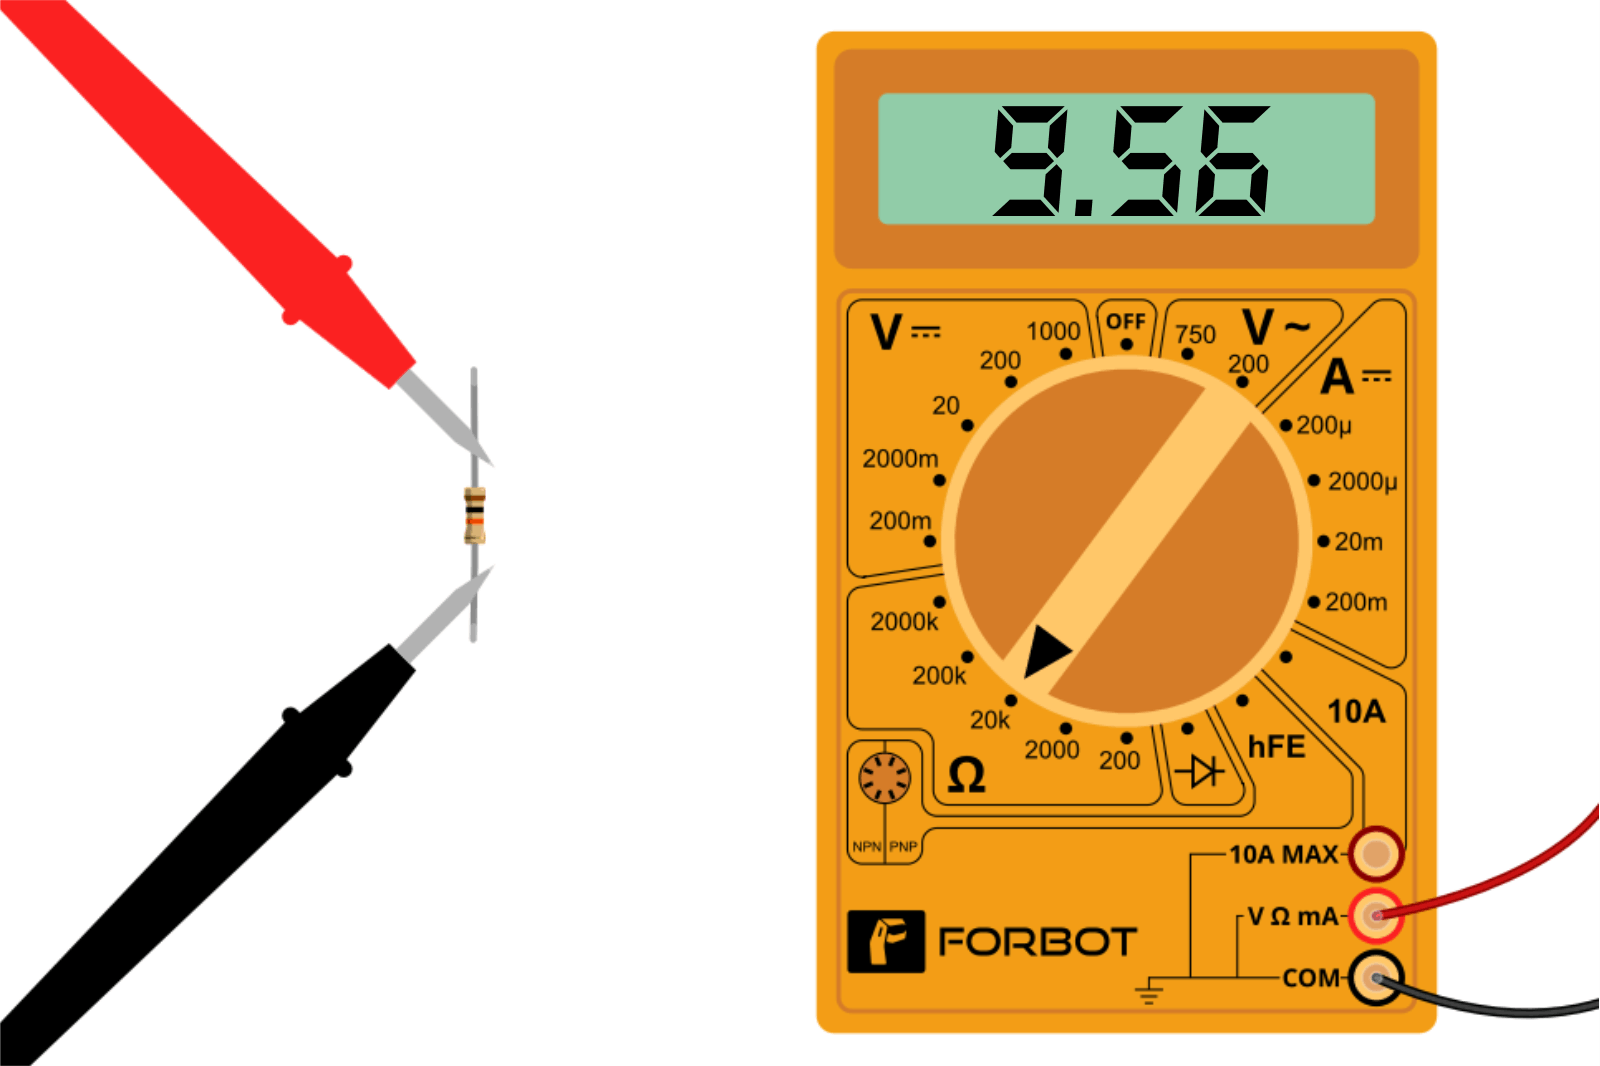 9.56
V
1000
OFF
750
V ~
200
200
A
20
200µ
2000m
2000µ
200m
20m
2000k
200m
200k
20k
10A
2000
200
hFE
Ω
NPN
PNP
10A MAX
V Ω mA
FORBOT
COM